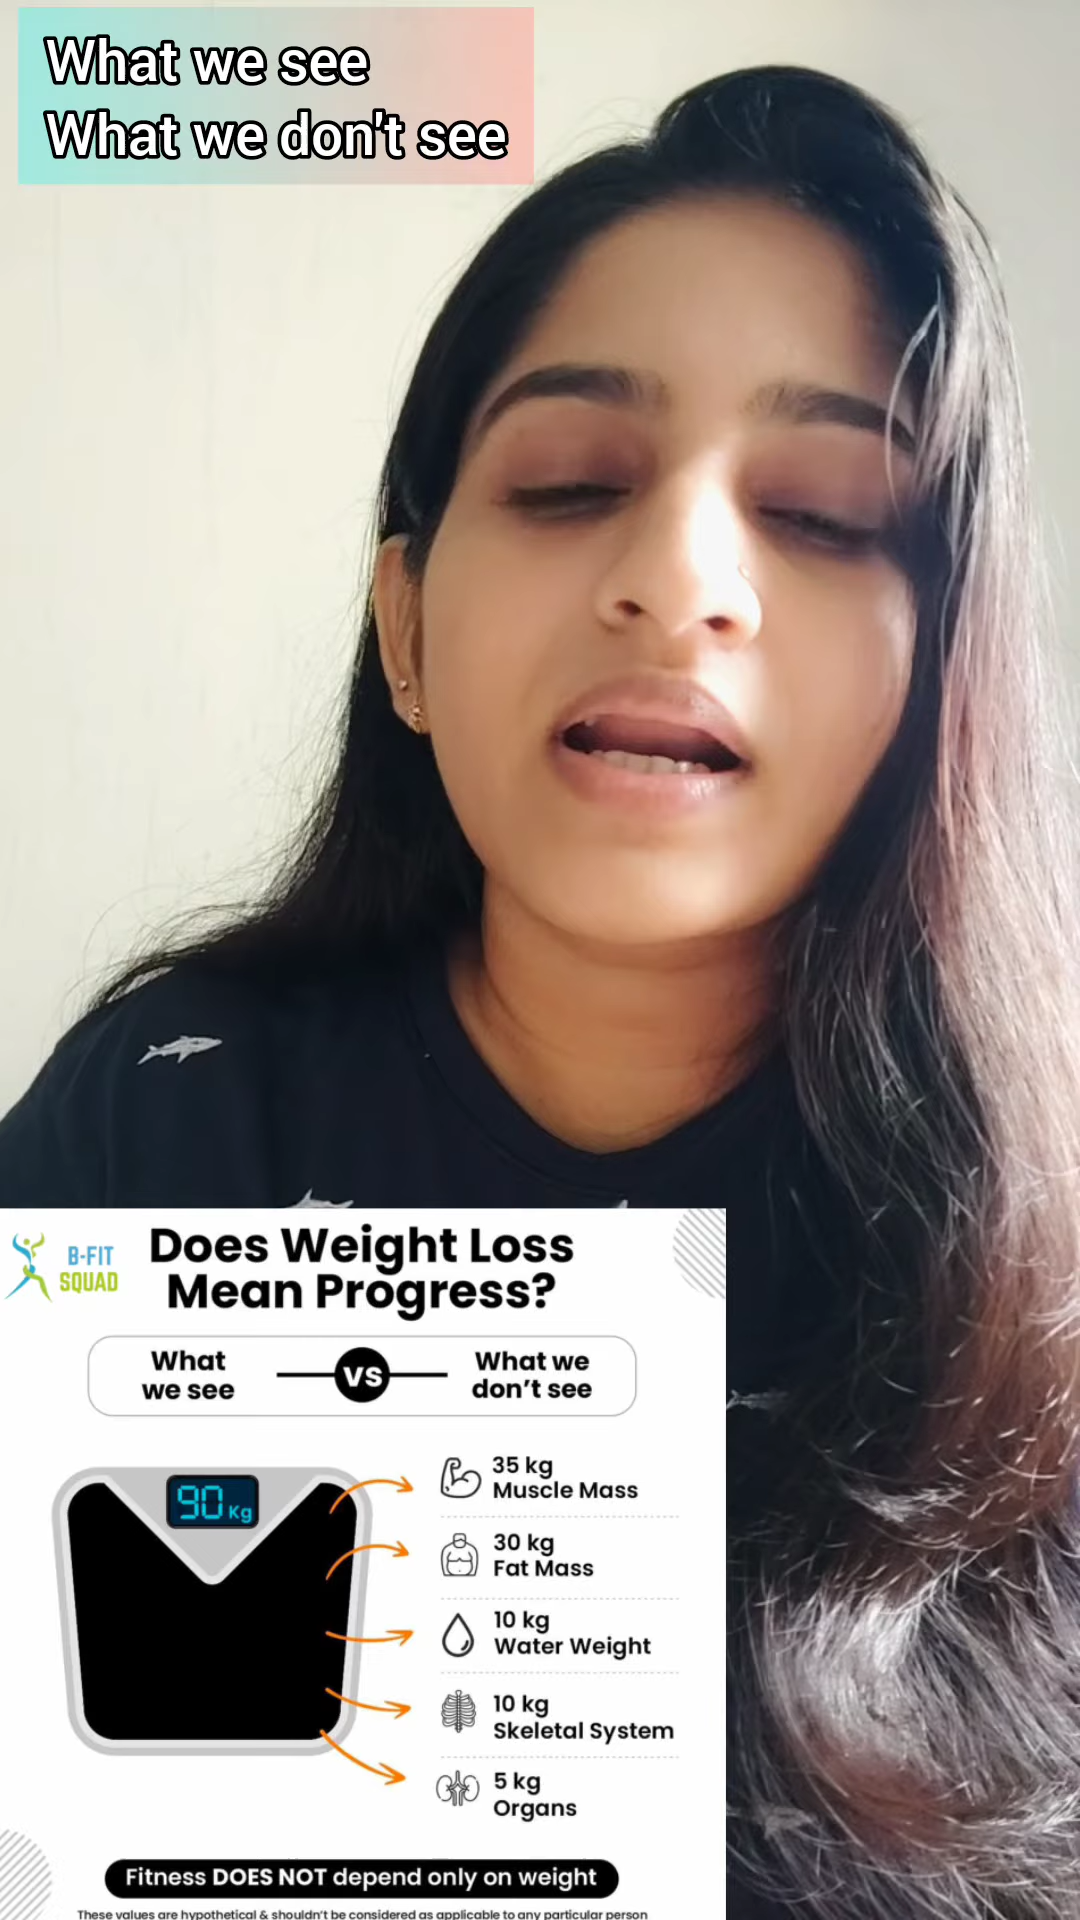 What we see
What we don't see
B-FIT
SQUAD
Does Weight Loss
Mean Progress?
What
we see
VS
What we
don't see
90 Kg
35 kg
Muscle Mass
30 kg
Fat Mass
10 kg
Water Weight
10 kg
Skeletal System
5 kg
Organs
Fitness DOES NOT depend only on weight
These values are hypothetical & shouldn't be considered as applicable to any particular person